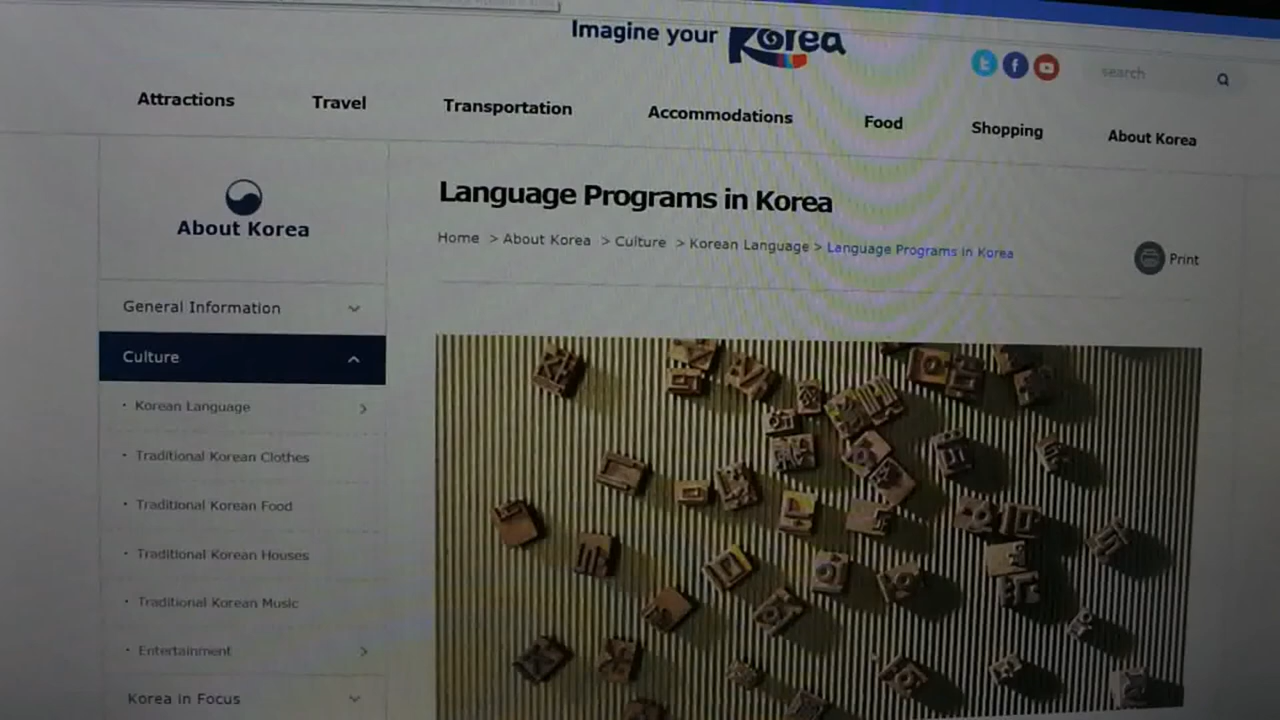 Imagine your Korea
search
Attractions Travel Transportation Accommodations Food Shopping About Korea
About Korea
Language Programs in Korea
Home > About Korea > Culture > Korean Language > Language Programs in Korea
Print
General Information
Culture
· Korean Language
· Traditional Korean Clothes
· Traditional Korean Food
· Traditional Korean Houses
· Traditional Korean Music
· Entertainment
Korea in Focus